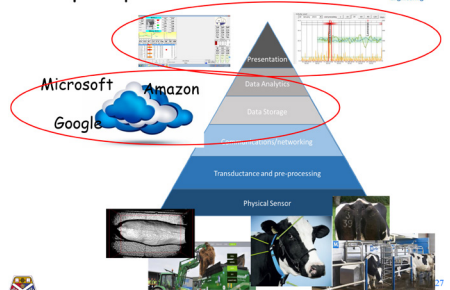 Presentation
Microsoft
Amazon
Data Analytics
Google
Data Storage
Communications/networking
Transductance and pre-processing
Physical Sensor
27